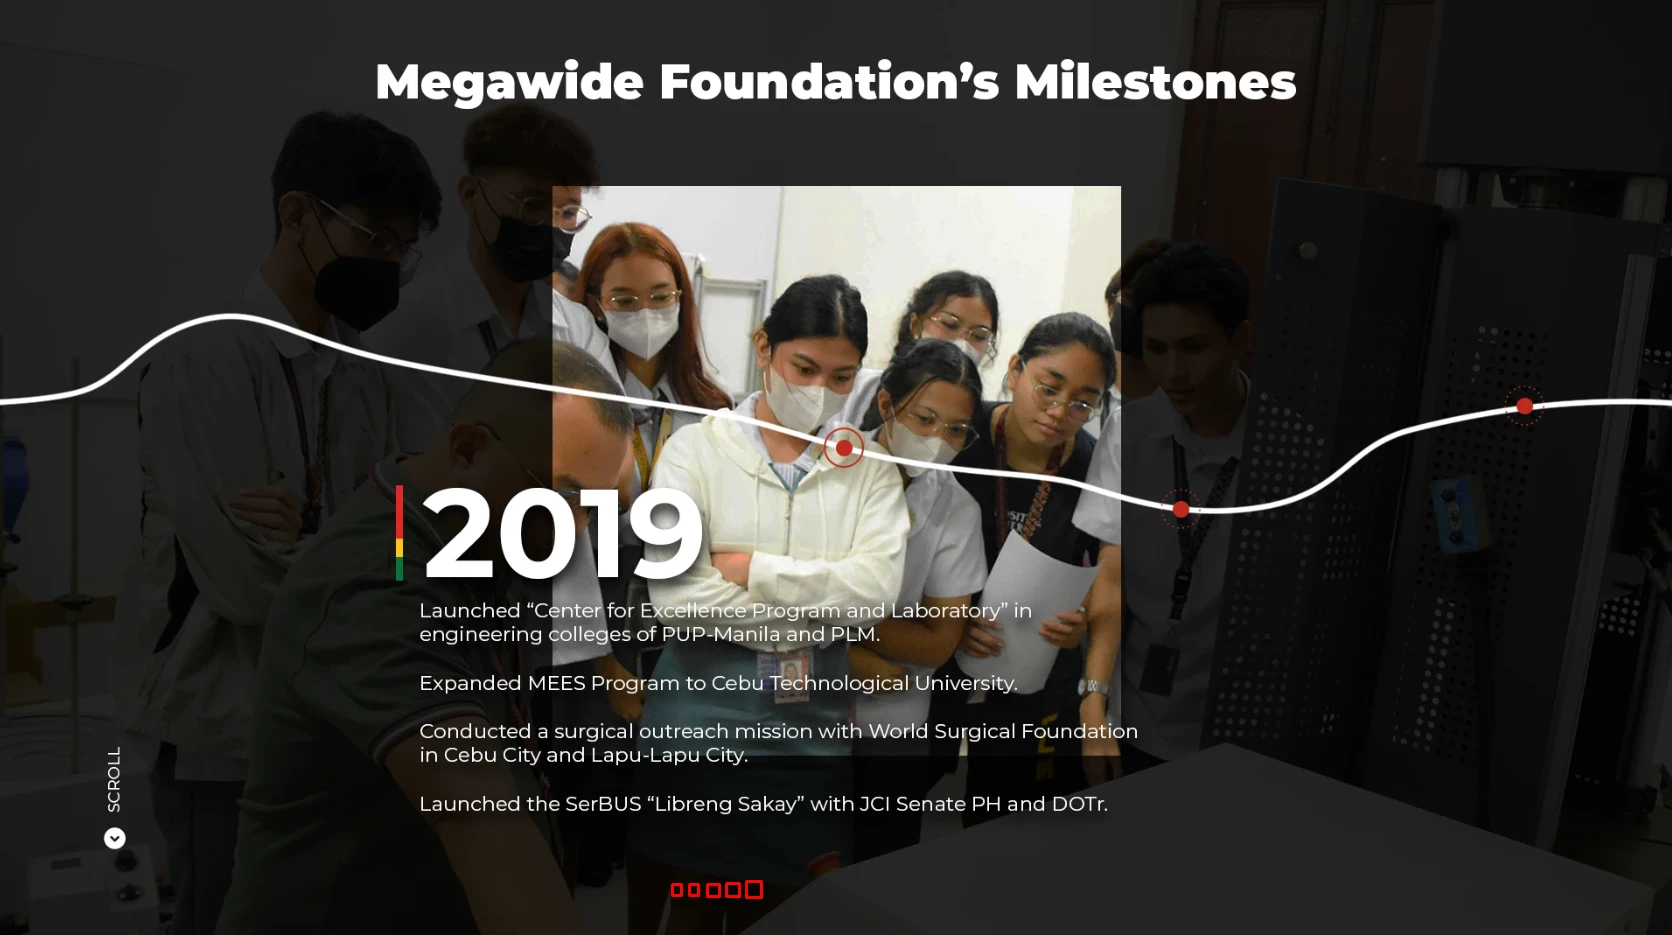 Megawide Foundation’s Milestones
2019
Launched “Center for Excellence Program and Laboratory” in
engineering colleges of PUP-Manila and PLM.
Expanded MEES Program to Cebu Technological University.
Conducted a surgical outreach mission with World Surgical Foundation
in Cebu City and Lapu-Lapu City.
Launched the SerBUS “Libreng Sakay” with JCI Senate PH and DOTr.
SCROLL